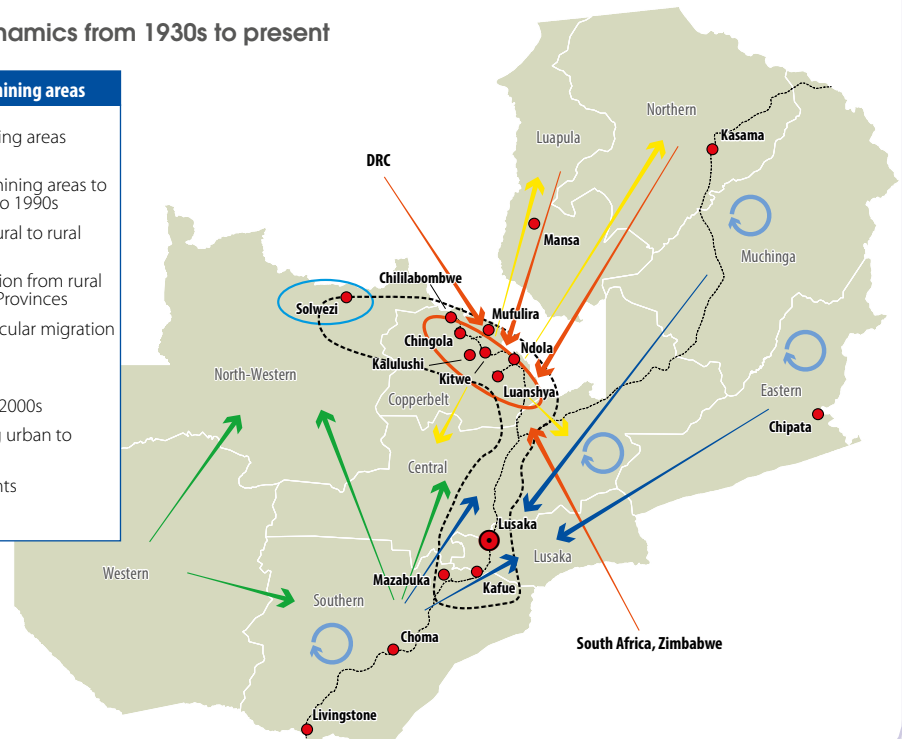 namics from 1930s to present
ining areas
ing areas
ining areas to
o 1990s
ural to rural
ion from rural
Provinces
cular migration
2000s
g urban to
nts
DRC
Luapula
Northern
Kasama
Mansa
Muchinga
Chililabombwe
Solwezi
Mufulira
Chingola
Ndola
Kalulushi
Kitwe
Luanshya
North-Western
Copperbelt
Eastern
Chipata
Central
Lusaka
Lusaka
Western
Mazabuka
Kafue
Southern
Choma
South Africa, Zimbabwe
Livingstone